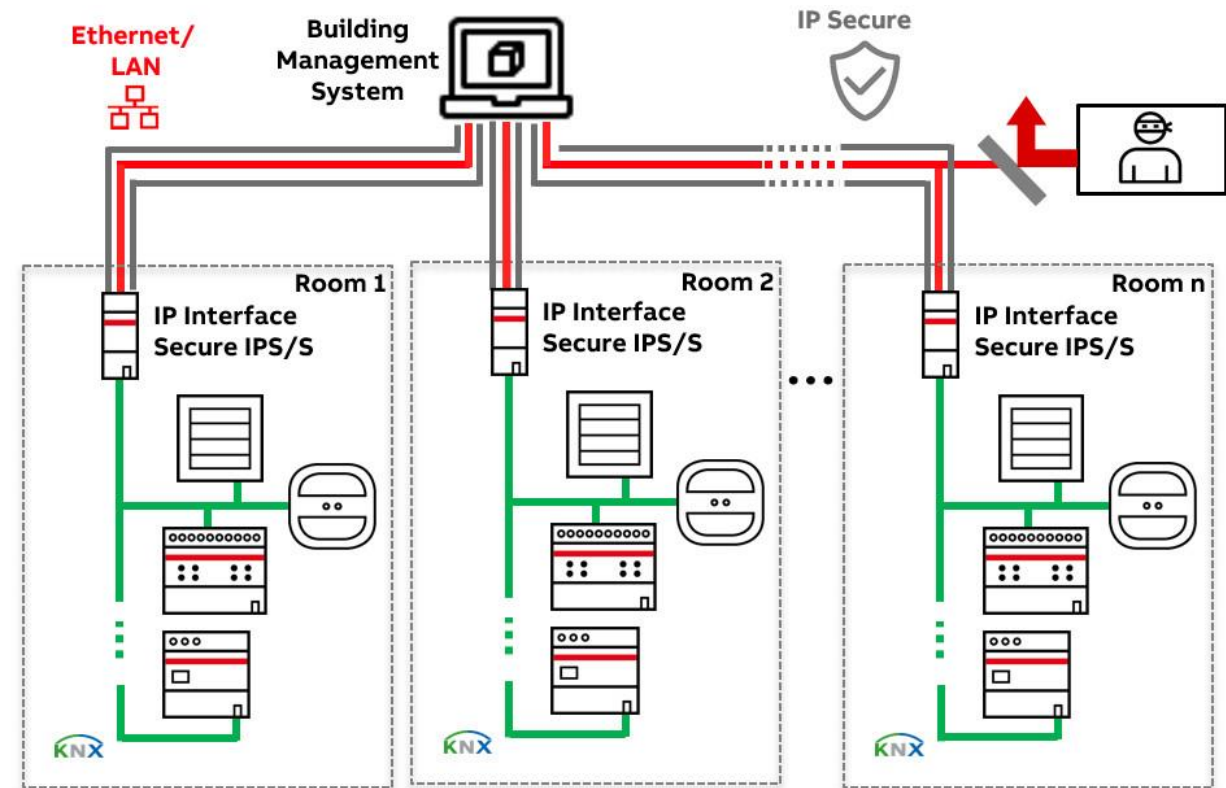 Ethernet/
LAN
Building
Management
System
IP Secure
Room 1
IP Interface
Secure IPS/S
KNX
Room 2
IP Interface
Secure IPS/S
KNX
...
Room n
IP Interface
Secure IPS/S
KNX